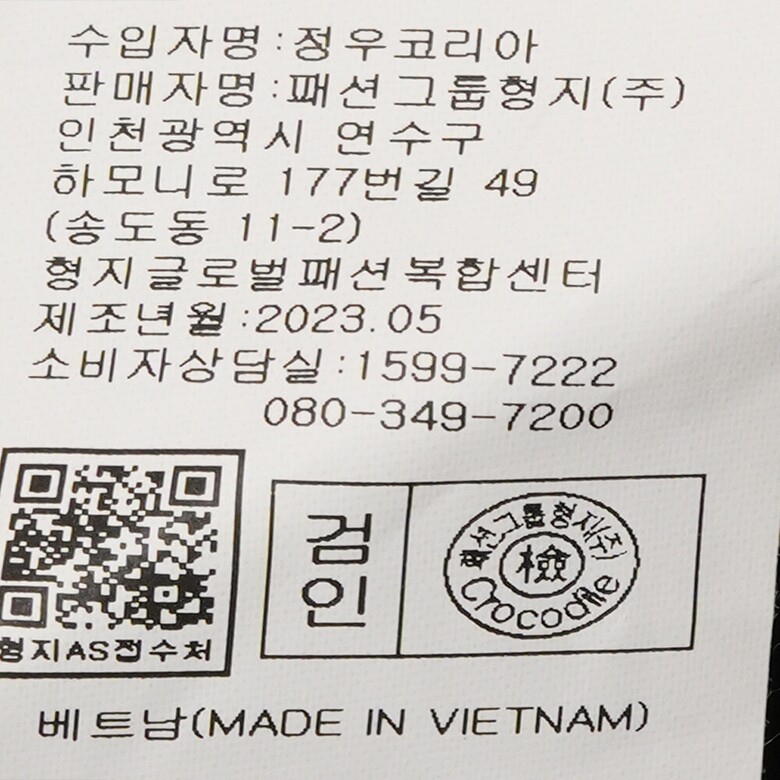 수입자명:정우코리아
판매자명:패션그룹형지(주)
인천광역시 연수구
하모니로 177번길 49
(송도동 11-2)
형지글로벌패션복합센터
제조년월:2023.05
소비자상담실:1599-7222
080-349-7200
형지AS접수처
검인
패션그룹형지(주)
檢
Crocodile
베트남(MADE IN VIETNAM)